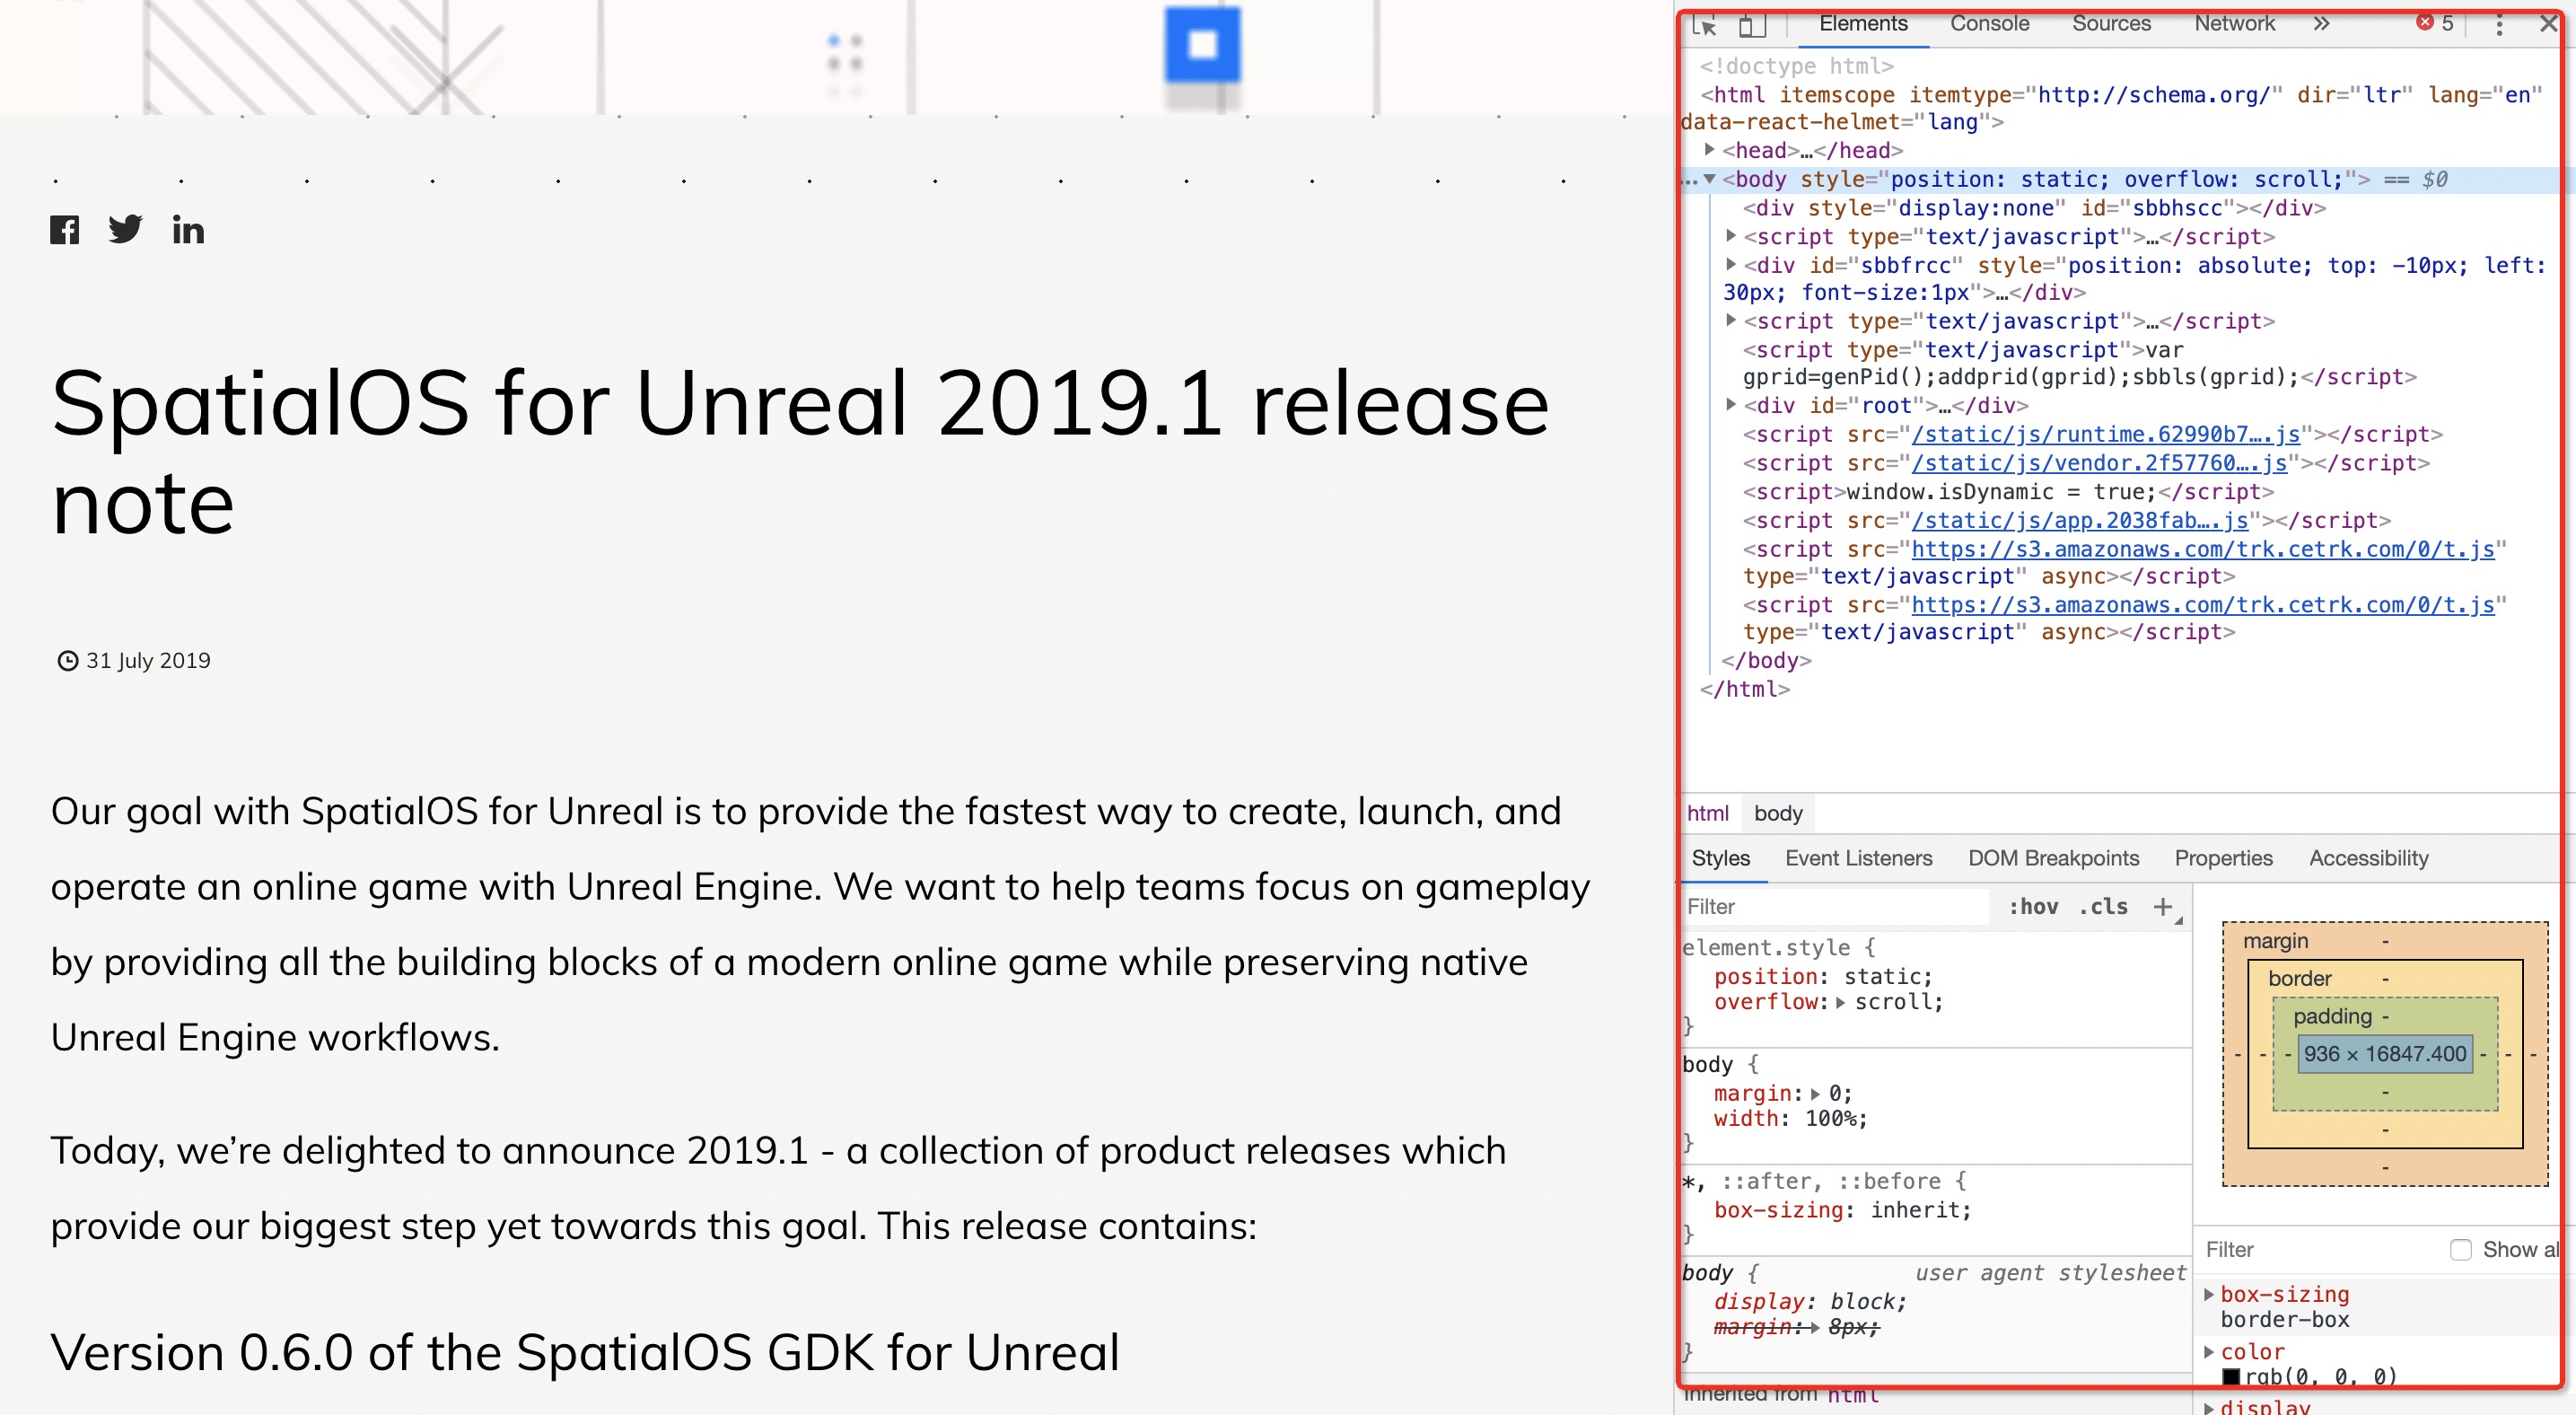 SpatialOS for Unreal 2019.1 release
note
31 July 2019
Our goal with SpatialOS for Unreal is to provide the fastest way to create, launch, and
operate an online game with Unreal Engine. We want to help teams focus on gameplay
by providing all the building blocks of a modern online game while preserving native
Unreal Engine workflows.
Today, we’re delighted to announce 2019.1 - a collection of product releases which
provide our biggest step yet towards this goal. This release contains:
Version 0.6.0 of the SpatialOS GDK for Unreal
Elements Console Sources Network » 5
<!doctype html>
<html itemscope itemtype="http://schema.org/" dir="ltr" lang="en"
data-react-helmet="lang">
<head>…</head>
… <body style="position: static; overflow: scroll;"> == $0
<div style="display:none" id="sbbhscc"></div>
<script type="text/javascript">…</script>
<div id="sbbfrcc" style="position: absolute; top: -10px; left:
30px; font-size:1px">…</div>
<script type="text/javascript">…</script>
<script type="text/javascript">var
gprid=genPid();addprid(gprid);sbbls(gprid);</script>
<div id="root">…</div>
<script src="/static/js/runtime.62990b7….js"></script>
<script src="/static/js/vendor.2f57760….js"></script>
<script>window.isDynamic = true;</script>
<script src="/static/js/app.2038fab….js"></script>
<script src="https://s3.amazonaws.com/trk.cetrk.com/0/t.js"
type="text/javascript" async></script>
<script src="https://s3.amazonaws.com/trk.cetrk.com/0/t.js"
type="text/javascript" async></script>
</body>
</html>
html body
Styles Event Listeners DOM Breakpoints Properties Accessibility
Filter :hov .cls +
element.style {
position: static;
overflow: scroll;
}
body {
margin: 0;
width: 100%;
}
*, ::after, ::before {
box-sizing: inherit;
}
body { user agent stylesheet
display: block;
margin: 8px;
}
Inherited from html
margin -
border -
padding -
- - - 936 × 16847.400 - - -
-
-
-
Filter Show al
box-sizing
border-box
color
rgb(0, 0, 0)
display